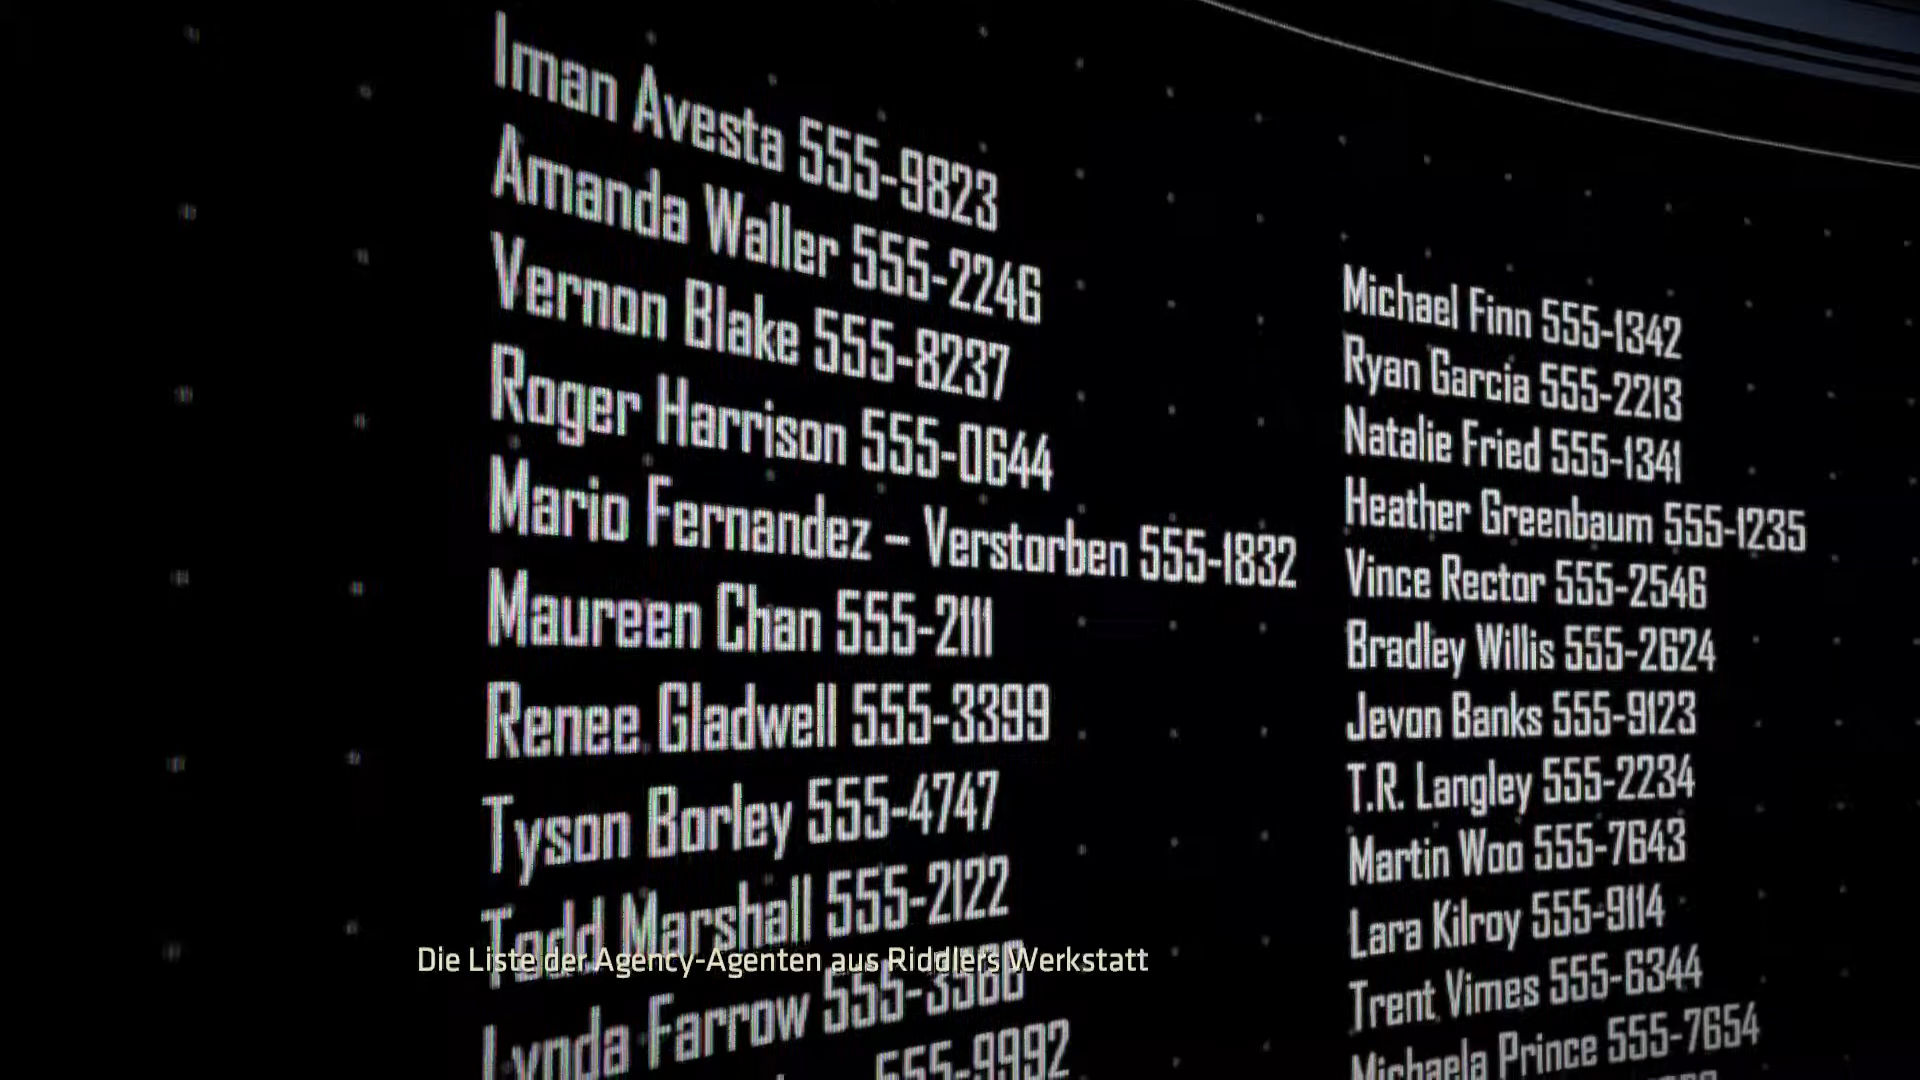 Iman Avesta 555-9823
Amanda Waller 555-2246
Vernon Blake 555-8237
Roger Harrison 555-0644
Mario Fernandez – Verstorben 555-1832
Maureen Chan 555-2111
Renee Gladwell 555-3399
Tyson Borley 555-4747
Todd Marshall 555-2122
Lynda Farrow 555-3566
555-9992
Michael Finn 555-1342
Ryan Garcia 555-2213
Natalie Fried 555-1341
Heather Greenbaum 555-1235
Vince Rector 555-2546
Bradley Willis 555-2624
Jevon Banks 555-9123
T.R. Langley 555-2234
Martin Woo 555-7643
Lara Kilroy 555-9114
Trent Vimes 555-6344
Michaela Prince 555-7654
Die Liste der Agency-Agenten aus Riddlers Werkstatt